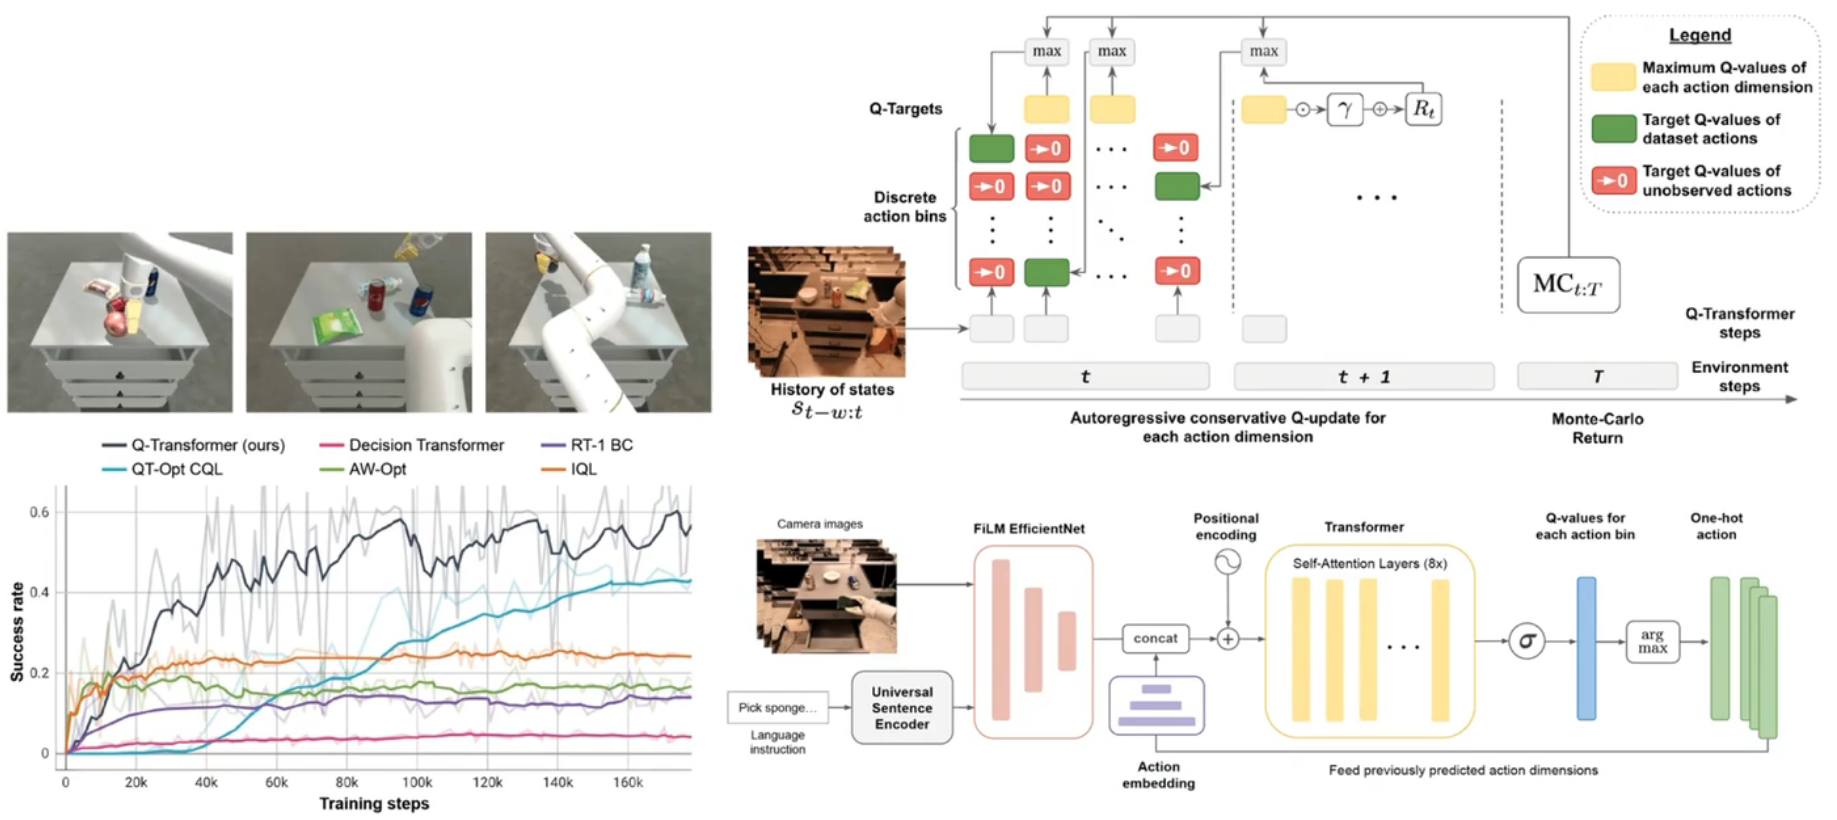 max
max
max
Legend
Maximum Q-values of
each action dimension
Q-Targets
γ
R_t
Target Q-values of
dataset actions
→0
→0
Discrete
action bins
→0
→0
→0
Target Q-values of
unobserved actions
→0
→0
MC_{t:T}
Q-Transformer
steps
History of states
s_{t−w:t}
t
t + 1
T
Environment
steps
Autoregressive conservative Q-update for
each action dimension
Monte-Carlo
Return
Q-Transformer (ours)
Decision Transformer
RT-1 BC
QT-Opt CQL
AW-Opt
IQL
Success rate
0.6
0.4
0.2
0
0
20k
40k
60k
80k
100k
120k
140k
160k
Training steps
Camera images
FiLM EfficientNet
Positional
encoding
Transformer
Self-Attention Layers (8x)
Q-values for
each action bin
One-hot
action
concat
σ
arg
max
Pick sponge...
Language
instruction
Universal
Sentence
Encoder
Action
embedding
Feed previously predicted action dimensions